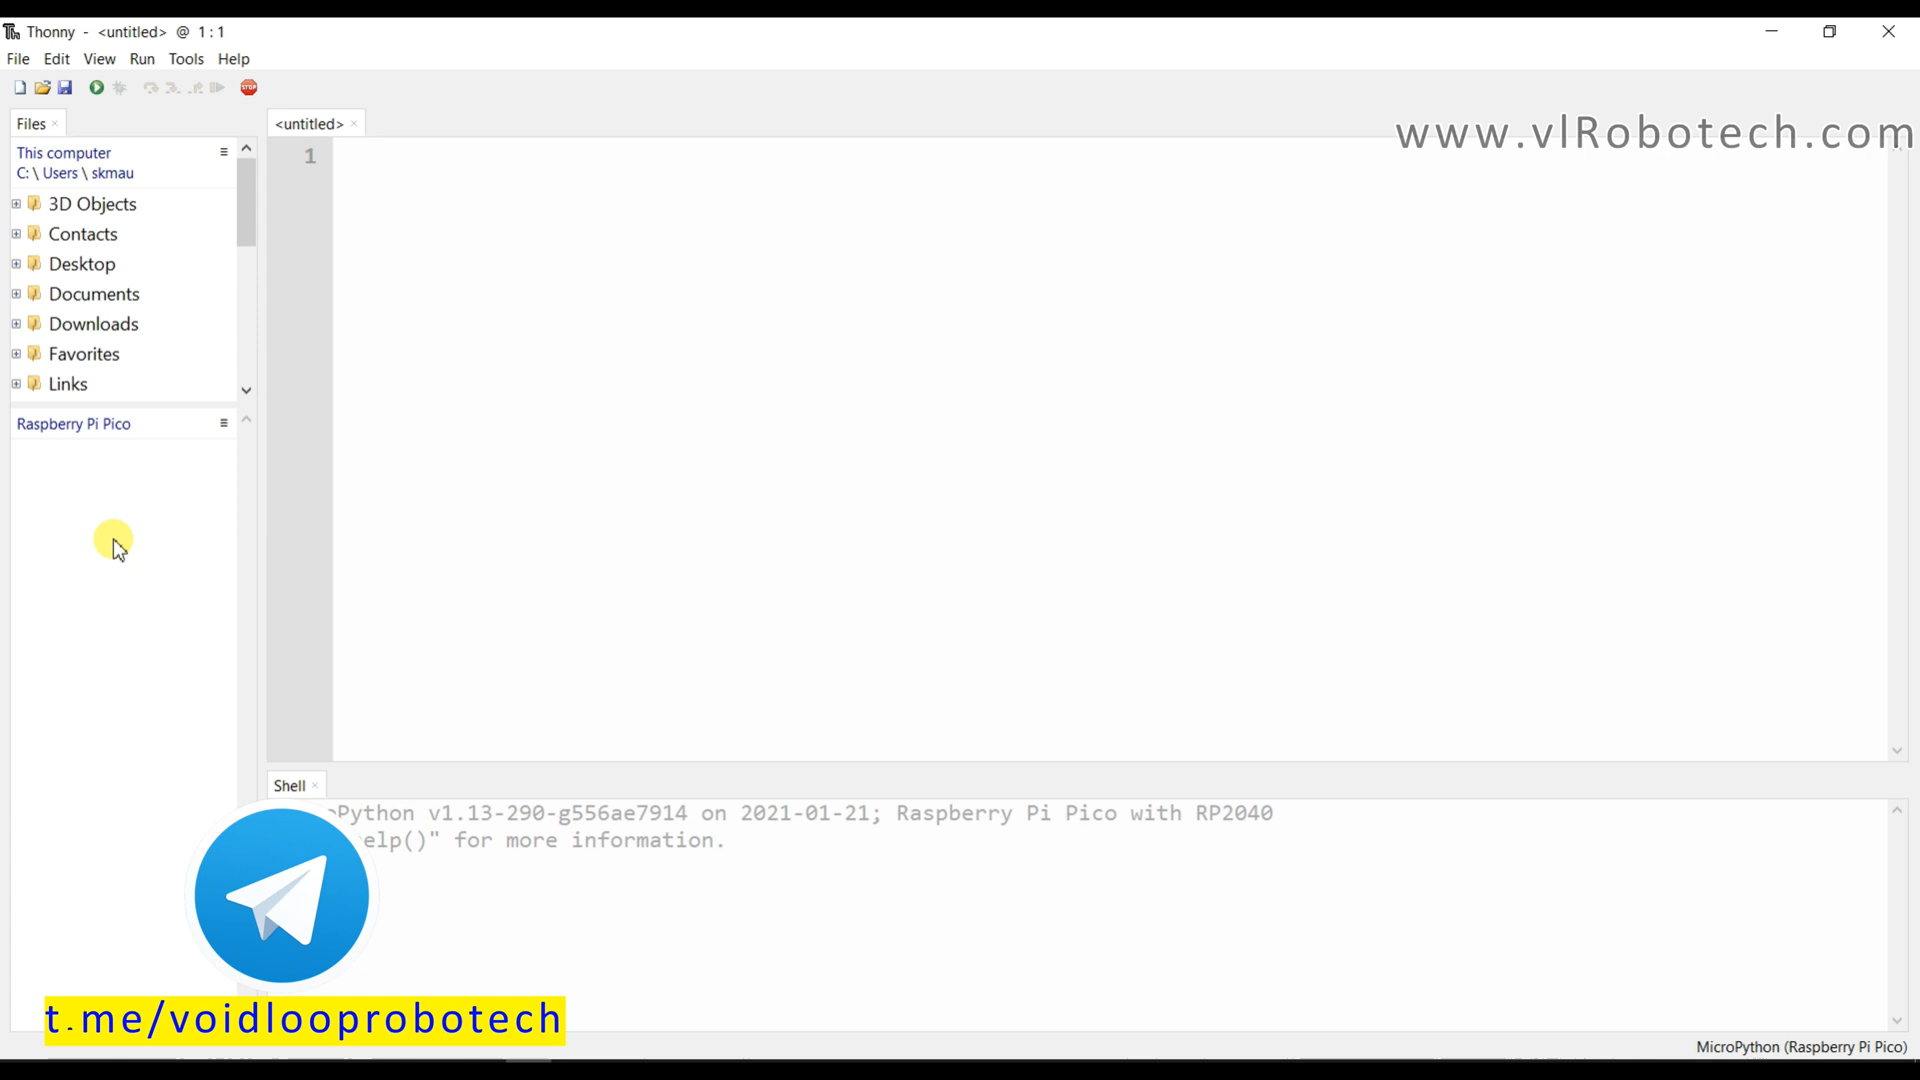 Thonny - <untitled> @ 1 : 1
File Edit View Run Tools Help
STOP
Files
<untitled>
www.vlRobotech.com
This computer
C: \ Users \ skmau
1
3D Objects
Contacts
Desktop
Documents
Downloads
Favorites
Links
Raspberry Pi Pico
Shell
Python v1.13-290-g556ae7914 on 2021-01-21; Raspberry Pi Pico with RP2040
elp()" for more information.
t.me/voidlooprobotech
MicroPython (Raspberry Pi Pico)